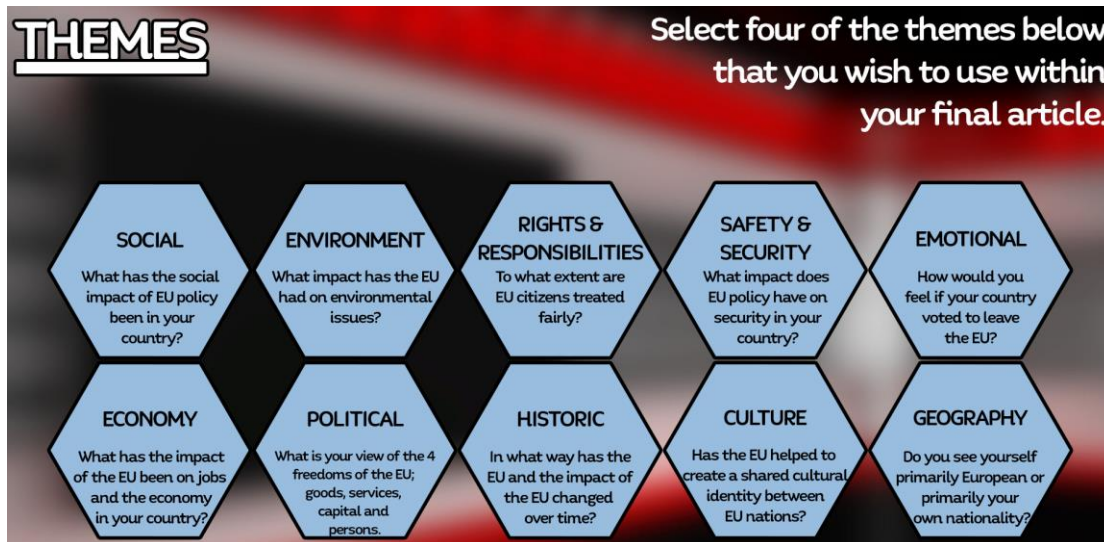 THEMES
Select four of the themes below
that you wish to use within
your final article.
SOCIAL
What has the social
impact of EU policy
been in your
country?
ENVIRONMENT
What impact has the EU
had on environmental
issues?
RIGHTS &
RESPONSIBILITIES
To what extent are
EU citizens treated
fairly?
SAFETY &
SECURITY
What impact does
EU policy have on
security in your
country?
EMOTIONAL
How would you
feel if your country
voted to leave
the EU?
ECONOMY
What has the impact
of the EU been on jobs
and the economy
in your country?
POLITICAL
What is your view of the 4
freedoms of the EU;
goods, services,
capital and
persons.
HISTORIC
In what way has the
EU and the impact of
the EU changed
over time?
CULTURE
Has the EU helped to
create a shared cultural
identity between
EU nations?
GEOGRAPHY
Do you see yourself
primarily European or
primarily your
own nationality?